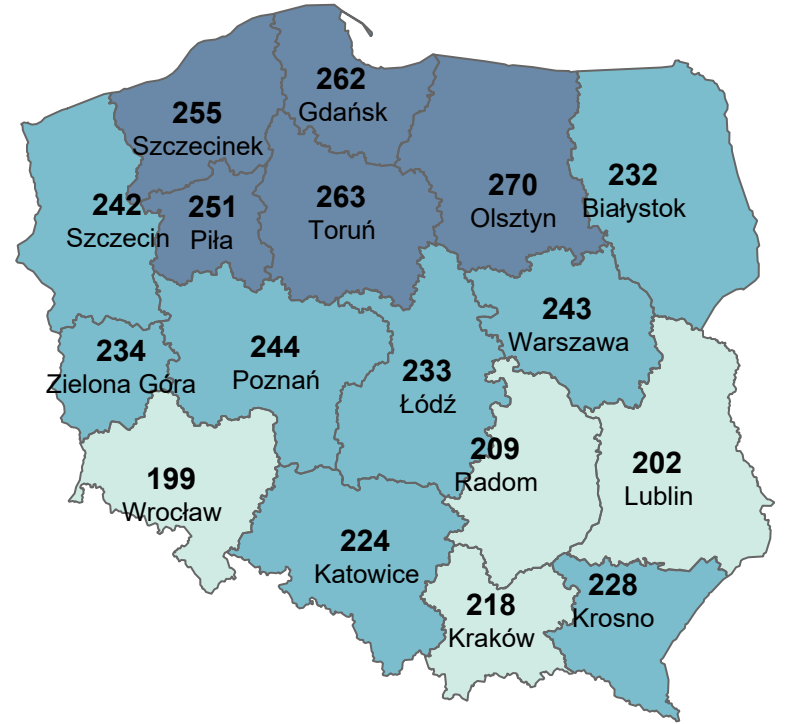 262
Gdańsk
255
Szczecinek
270
Olsztyn
232
Białystok
242
Szczecin
251
Piła
263
Toruń
243
Warszawa
234
Zielona Góra
244
Poznań
233
Łódź
209
Radom
202
Lublin
199
Wrocław
224
Katowice
228
Krosno
218
Kraków